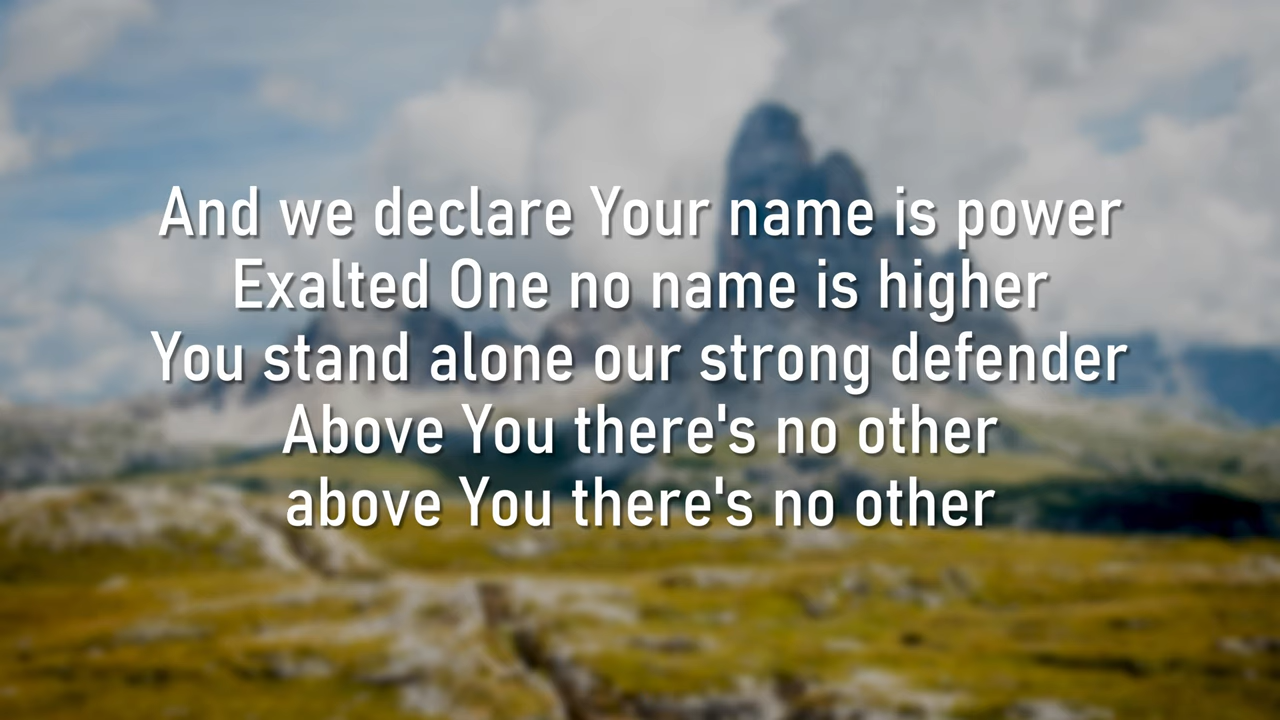 And we declare Your name is power
Exalted One no name is higher
You stand alone our strong defender
Above You there's no other
above You there's no other